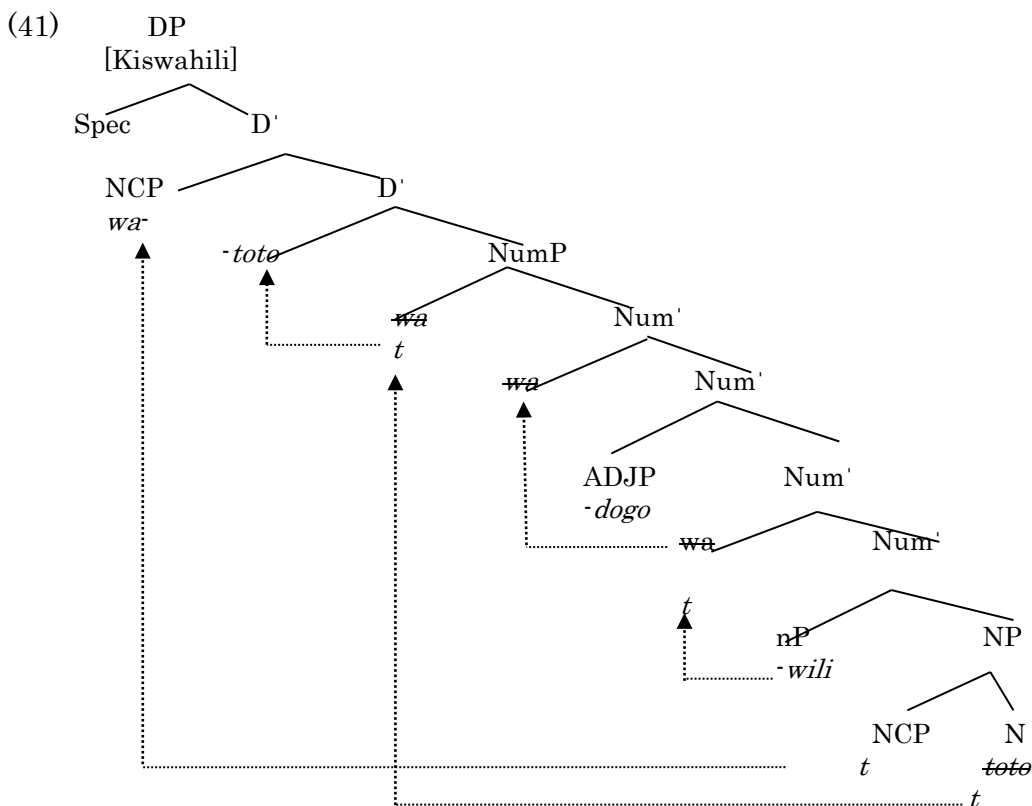 (41) DP
[Kiswahili]
Spec D'
NCP D'
wa-
-toto NumP
wa Num'
t
wa Num'
ADJP Num'
-dogo
wa Num'
t
nP NP
-wili
NCP N
t toto
t